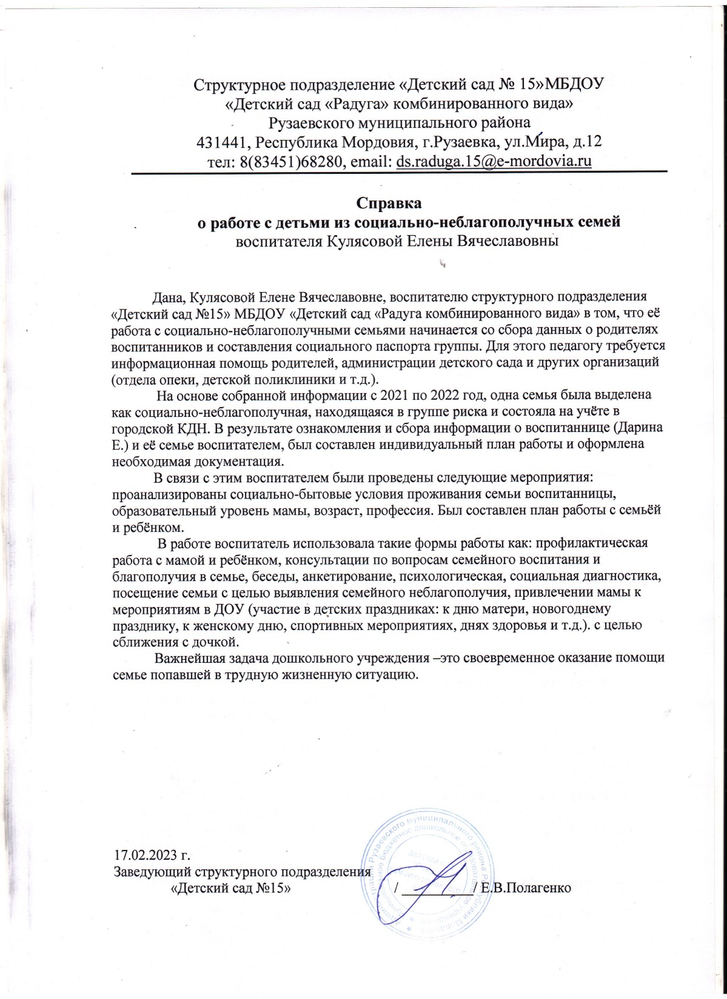 Структурное подразделение «Детский сад № 15»МБДОУ
«Детский сад «Радуга» комбинированного вида»
Рузаевского муниципального района
431441, Республика Мордовия, г.Рузаевка, ул.Мира, д.12
тел: 8(83451)68280, email: ds.raduga.15@e-mordovia.ru
Справка
о работе с детьми из социально-неблагополучных семей
воспитателя Кулясовой Елены Вячеславовны
Дана, Кулясовой Елене Вячеславовне, воспитателю структурного подразделения
«Детский сад №15» МБДОУ «Детский сад «Радуга комбинированного вида» в том, что её
работа с социально-неблагополучными семьями начинается со сбора данных о родителях
воспитанников и составления социального паспорта группы. Для этого педагогу требуется
информационная помощь родителей, администрации детского сада и других организаций
(отдела опеки, детской поликлиники и т.д.).
На основе собранной информации с 2021 по 2022 год, одна семья была выделена
как социально-неблагополучная, находящаяся в группе риска и состояла на учёте в
городской КДН. В результате ознакомления и сбора информации о воспитаннице (Дарина
Е.) и её семье воспитателем, был составлен индивидуальный план работы и оформлена
необходимая документация.
В связи с этим воспитателем были проведены следующие мероприятия:
проанализированы социально-бытовые условия проживания семьи воспитанницы,
образовательный уровень мамы, возраст, профессия. Был составлен план работы с семьёй
и ребёнком.
В работе воспитатель использовала такие формы работы как: профилактическая
работа с мамой и ребёнком, консультации по вопросам семейного воспитания и
благополучия в семье, беседы, анкетирование, психологическая, социальная диагностика,
посещение семьи с целью выявления семейного неблагополучия, привлечении мамы к
мероприятиям в ДОУ (участие в детских праздниках: к дню матери, новогоднему
празднику, к женскому дню, спортивных мероприятиях, днях здоровья и т.д.). с целью
сближения с дочкой.
Важнейшая задача дошкольного учреждения –это своевременное оказание помощи
семье попавшей в трудную жизненную ситуацию.
17.02.2023 г.
Заведующий структурного подразделения
«Детский сад №15» / __________/ Е.В.Полагенко
Рузаевского муниципального района Республики
бюджетное дошкольное образовательное